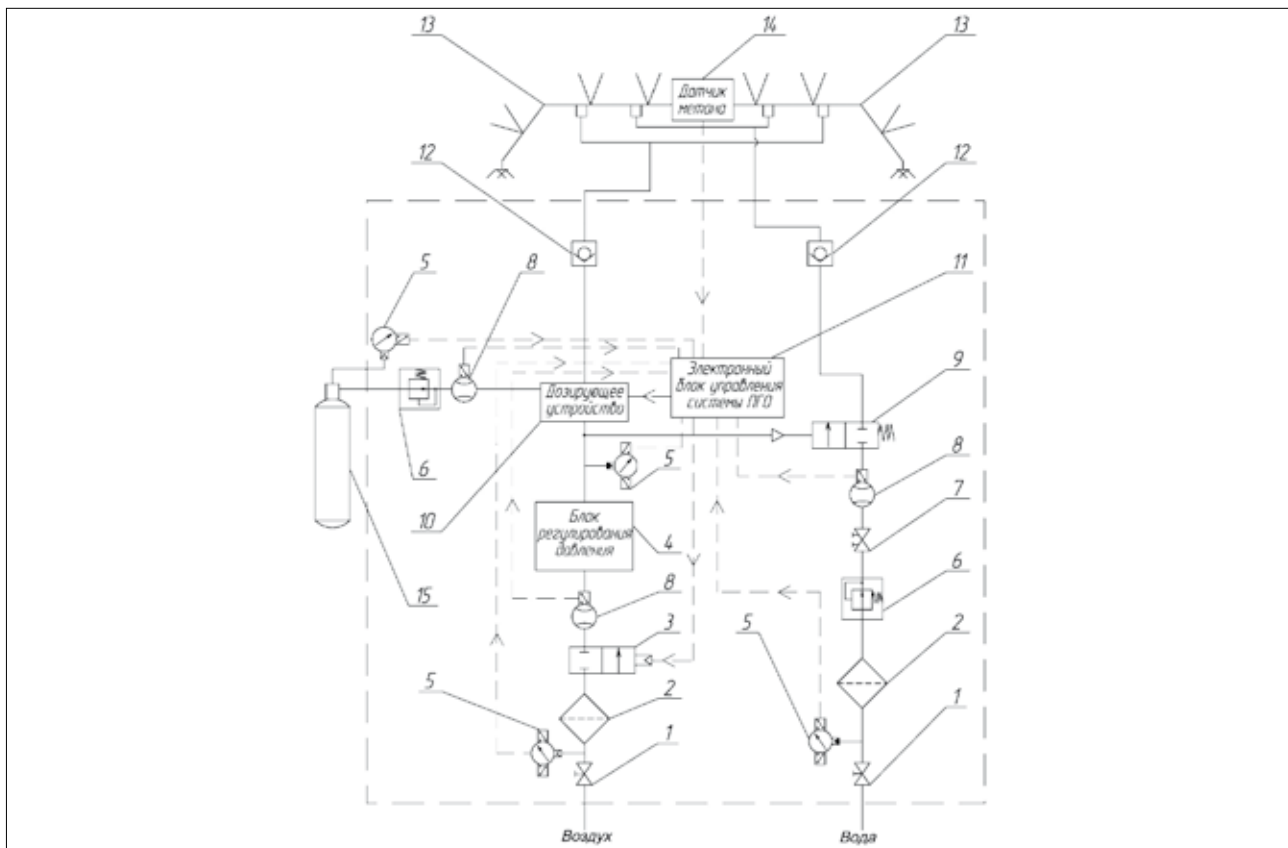 13
14
13
Датчик
метана
12
12
5
8
11
Электронный
блок управления
системы ПГО
9
Дозирующее
устройство
8
6
5
7
10
Блок
регулирования
давления
4
6
15
8
3
5
2
5
2
1
1
Воздух
Вода